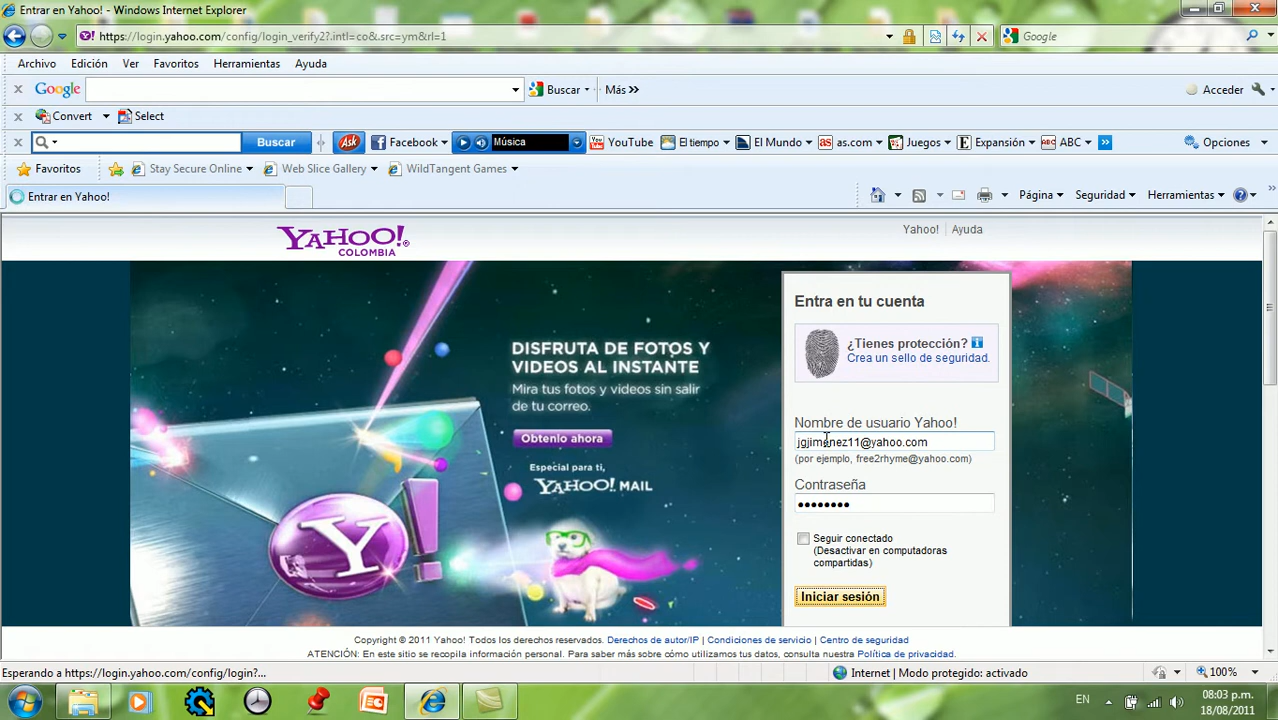 Entrar en Yahoo! - Windows Internet Explorer
https://login.yahoo.com/config/login_verify2?.intl=co&.src=ym&rl=1
Google
Archivo Edición Ver Favoritos Herramientas Ayuda
x Google Buscar Más >> Acceder
x Convert Select
x Buscar Ask Facebook Música YouTube El tiempo El Mundo as.com Juegos Expansión ABC >> Opciones
Favoritos Stay Secure Online Web Slice Gallery WildTangent Games
Entrar en Yahoo! Página Seguridad Herramientas
YAHOO!
COLOMBIA
Yahoo! Ayuda
DISFRUTA DE FOTOS Y
VIDEOS AL INSTANTE
Mira tus fotos y videos sin salir
de tu correo.
Obtenlo ahora
Especial para ti,
YAHOO! MAIL
Y!
Entra en tu cuenta
¿Tienes protección?
Crea un sello de seguridad.
Nombre de usuario Yahoo!
jgjimenez11@yahoo.com
(por ejemplo, free2rhyme@yahoo.com)
Contraseña
••••••••
Seguir conectado
(Desactivar en computadoras
compartidas)
Iniciar sesión
Copyright © 2011 Yahoo! Todos los derechos reservados. Derechos de autor/IP | Condiciones de servicio | Centro de seguridad
ATENCIÓN: En este sitio se recopila información personal. Para saber más sobre cómo utilizamos tus datos, consulta nuestra Política de privacidad.
Esperando a https://login.yahoo.com/config/login?... Internet | Modo protegido: activado 100%
EN 08:03 p.m.
18/08/2011